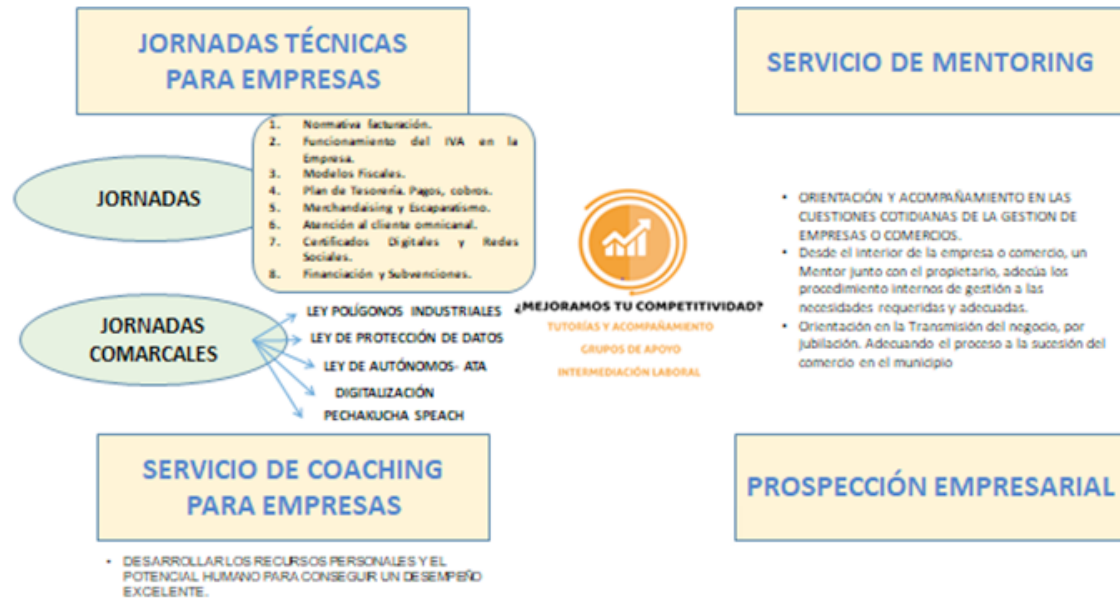 JORNADAS TÉCNICAS
PARA EMPRESAS
JORNADAS
1. Normativa facturación.
2. Funcionamiento del IVA en la
Empresa.
3. Modelos Fiscales.
4. Plan de Tesorería. Pagos, cobros.
5. Merchandaising y Escaparatismo.
6. Atención al cliente omnicanal.
7. Certificados Digitales y Redes
Sociales.
8. Financiación y Subvenciones.
JORNADAS
COMARCALES
LEY POLÍGONOS INDUSTRIALES
LEY DE PROTECCIÓN DE DATOS
LEY DE AUTÓNOMOS- ATA
DIGITALIZACIÓN
PECHAKUCHA SPEACH
¿MEJORAMOS TU COMPETITIVIDAD?
TUTORÍAS Y ACOMPAÑAMIENTO
GRUPOS DE APOYO
INTERMEDIACIÓN LABORAL
SERVICIO DE MENTORING
• ORIENTACIÓN Y ACOMPAÑAMIENTO EN LAS
CUESTIONES COTIDIANAS DE LA GESTION DE
EMPRESAS O COMERCIOS.
• Desde el interior de la empresa o comercio, un
Mentor junto con el propietario, adecúa los
procedimiento internos de gestión a las
necesidades requeridas y adecuadas.
• Orientación en la Transmisión del negocio, por
jubilación. Adecuando el proceso a la sucesión del
comercio en el municipio
SERVICIO DE COACHING
PARA EMPRESAS
• DESARROLLAR LOS RECURSOS PERSONALES Y EL
POTENCIAL HUMANO PARA CONSEGUIR UN DESEMPEÑO
EXCELENTE.
PROSPECCIÓN EMPRESARIAL